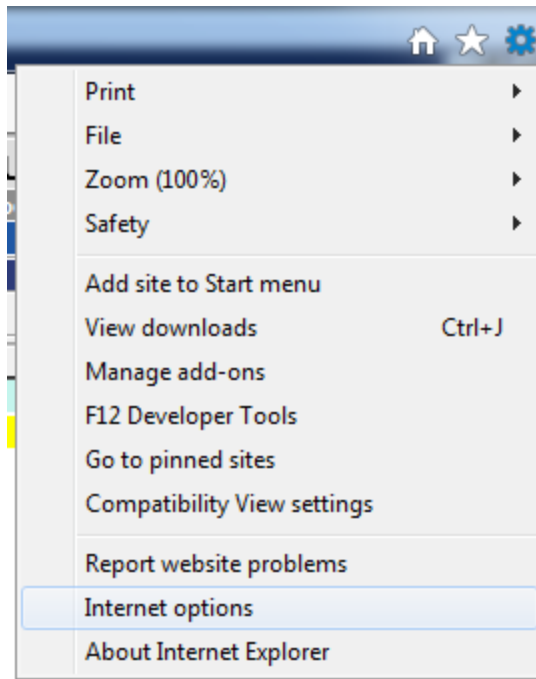 Print
File
Zoom (100%)
Safety
Add site to Start menu
View downloads Ctrl+J
Manage add-ons
F12 Developer Tools
Go to pinned sites
Compatibility View settings
Report website problems
Internet options
About Internet Explorer